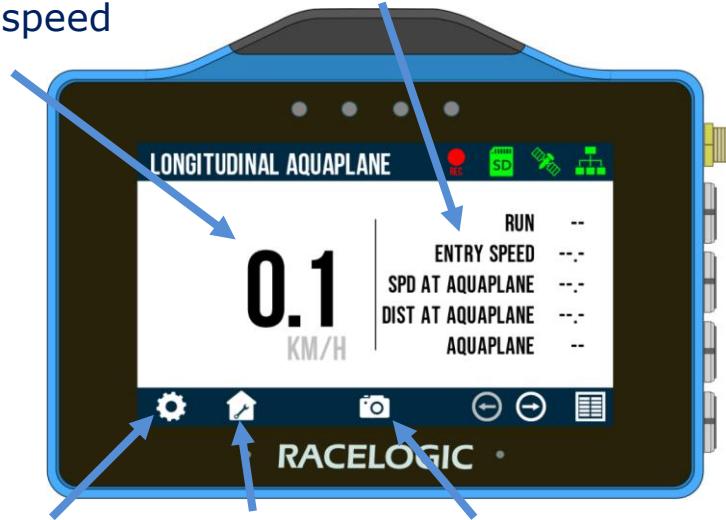 speed
LONGITUDINAL AQUAPLANE
REC
SD
0.1
KM/H
RUN --
ENTRY SPEED --.-
SPD AT AQUAPLANE --.-
DIST AT AQUAPLANE --.-
AQUAPLANE --
RACELOGIC